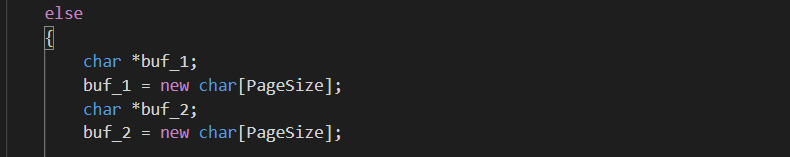 else
{
char *buf_1;
buf_1 = new char[PageSize];
char *buf_2;
buf_2 = new char[PageSize];